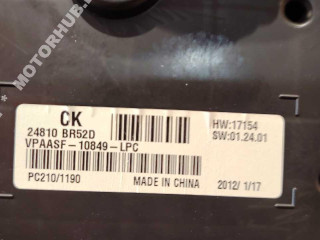 MOTORHUB.
CK
24810 BR52D
VPAASF-10849-LPC
HW:17154
SW:01.24.01
PC210/1190
MADE IN CHINA
2012/ 1/17